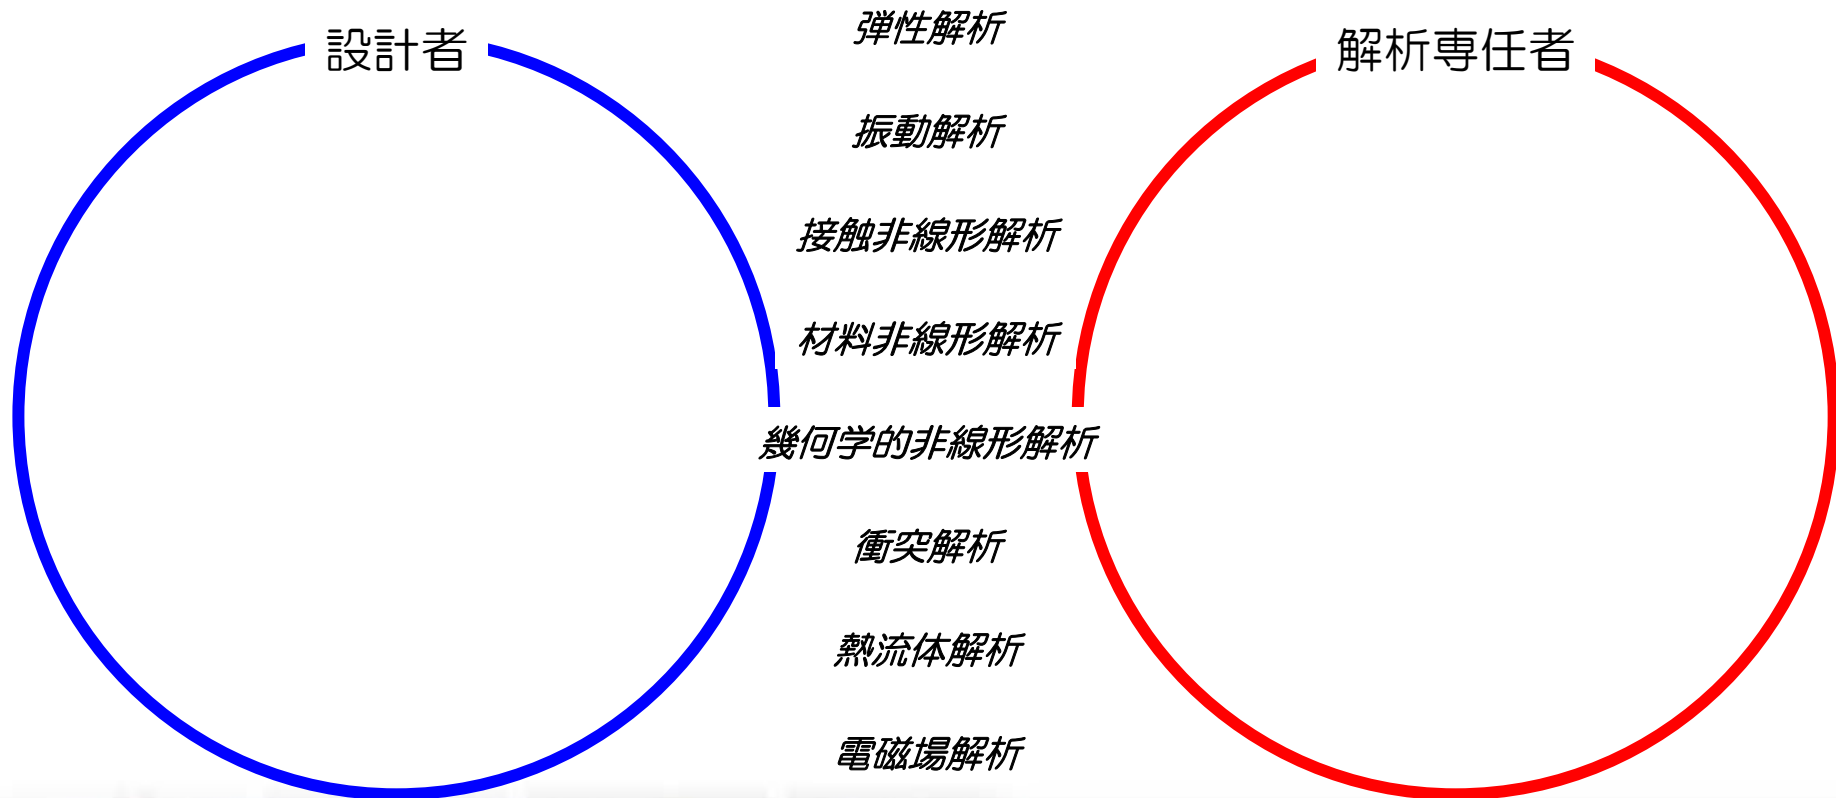 設計者
解析専任者
弾性解析
振動解析
接触非線形解析
材料非線形解析
幾何学的非線形解析
衝突解析
熱流体解析
電磁場解析